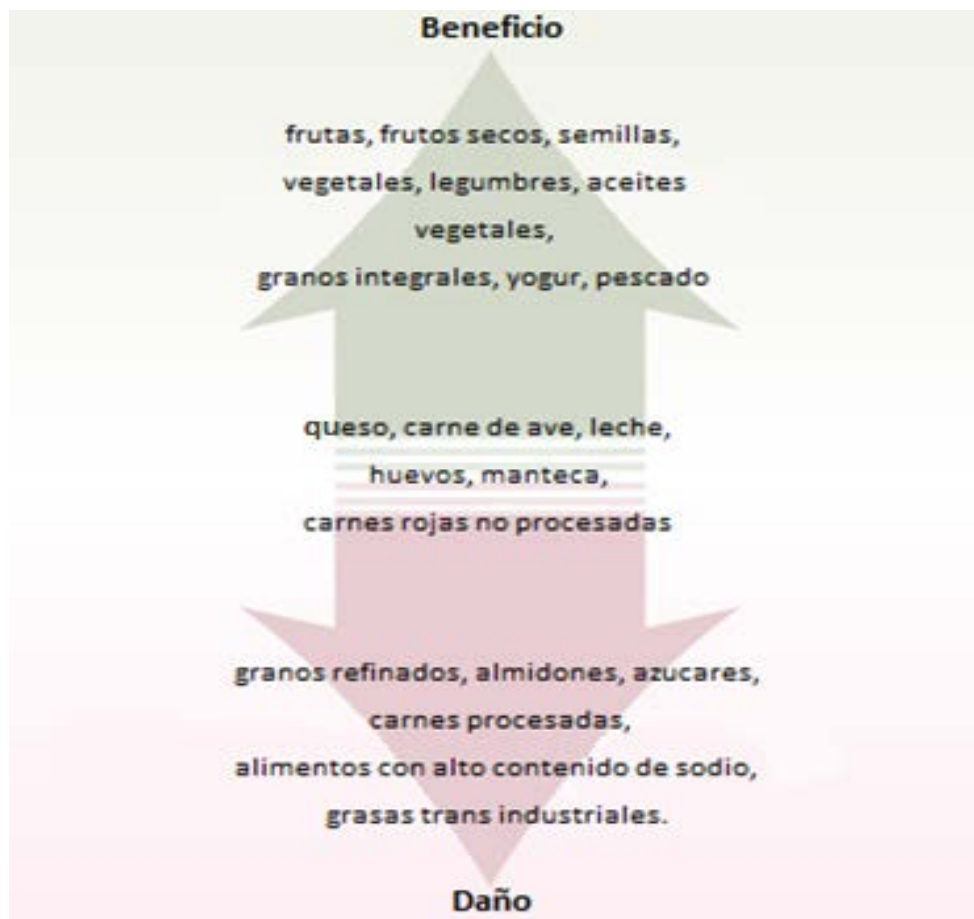 Beneficio
frutas, frutos secos, semillas,
vegetales, legumbres, aceites
vegetales,
granos integrales, yogur, pescado
queso, carne de ave, leche,
huevos, manteca,
carnes rojas no procesadas
granos refinados, almidones, azucares,
carnes procesadas,
alimentos con alto contenido de sodio,
grasas trans industriales.
Daño